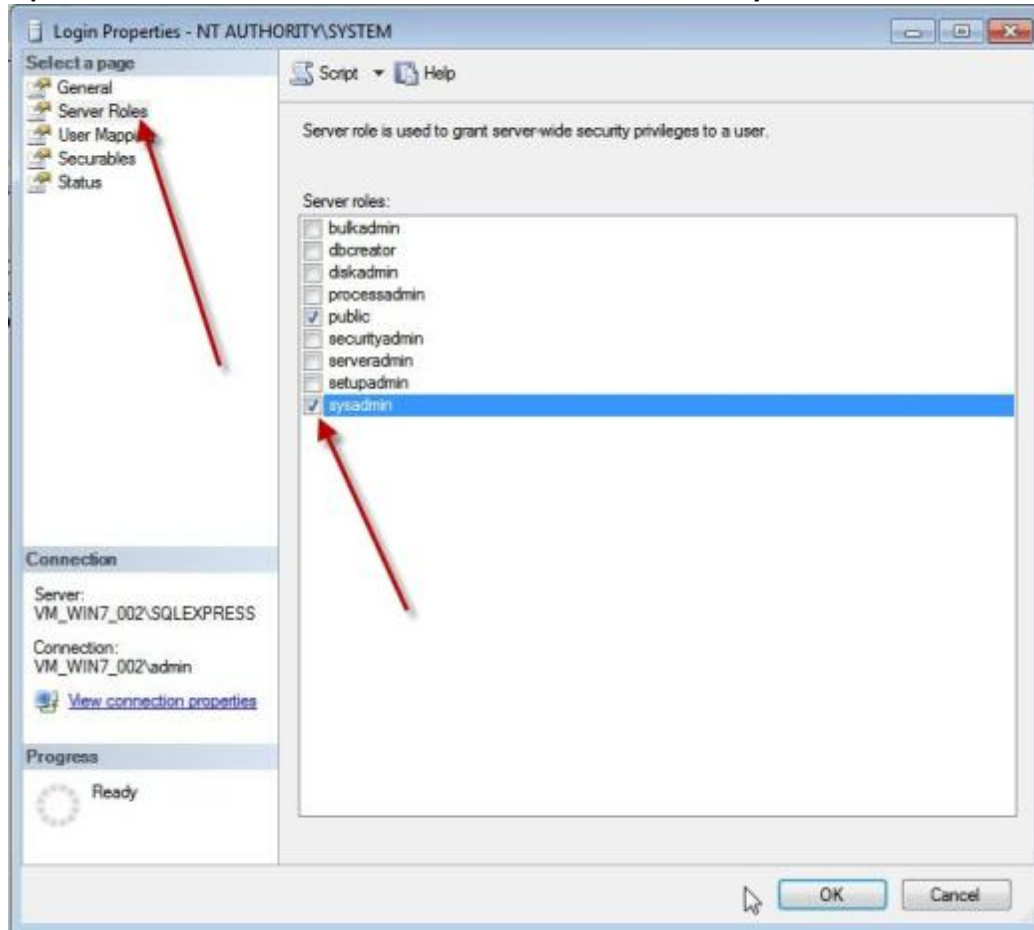 Login Properties - NT AUTHORITY\SYSTEM
Select a page
General
Server Roles
User Mapping
Securables
Status
Script Help
Server role is used to grant server-wide security privileges to a user.
Server roles:
bulkadmin
dbcreator
diskadmin
processadmin
public
securityadmin
serveradmin
setupadmin
sysadmin
Connection
Server:
VM_WIN7_002\SQLEXPRESS
Connection:
VM_WIN7_002\admin
View connection properties
Progress
Ready
OK Cancel